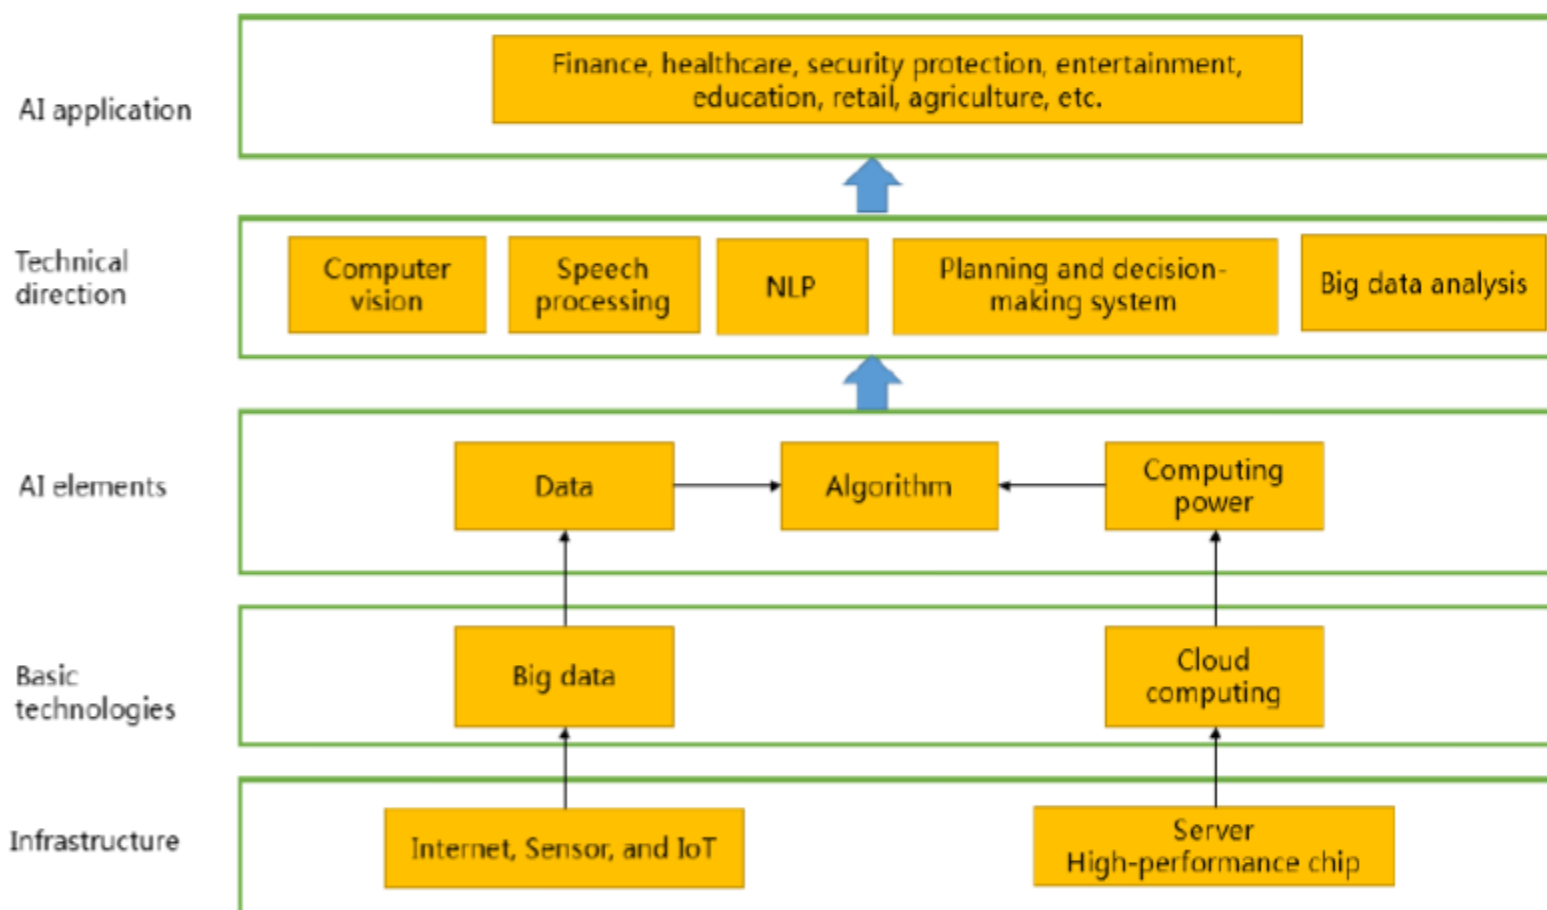 AI application
Finance, healthcare, security protection, entertainment,
education, retail, agriculture, etc.
Technical
direction
Computer
vision
Speech
processing
NLP
Planning and decision-
making system
Big data analysis
AI elements
Data
Algorithm
Computing
power
Basic
technologies
Big data
Cloud
computing
Infrastructure
Internet, Sensor, and IoT
Server
High-performance chip